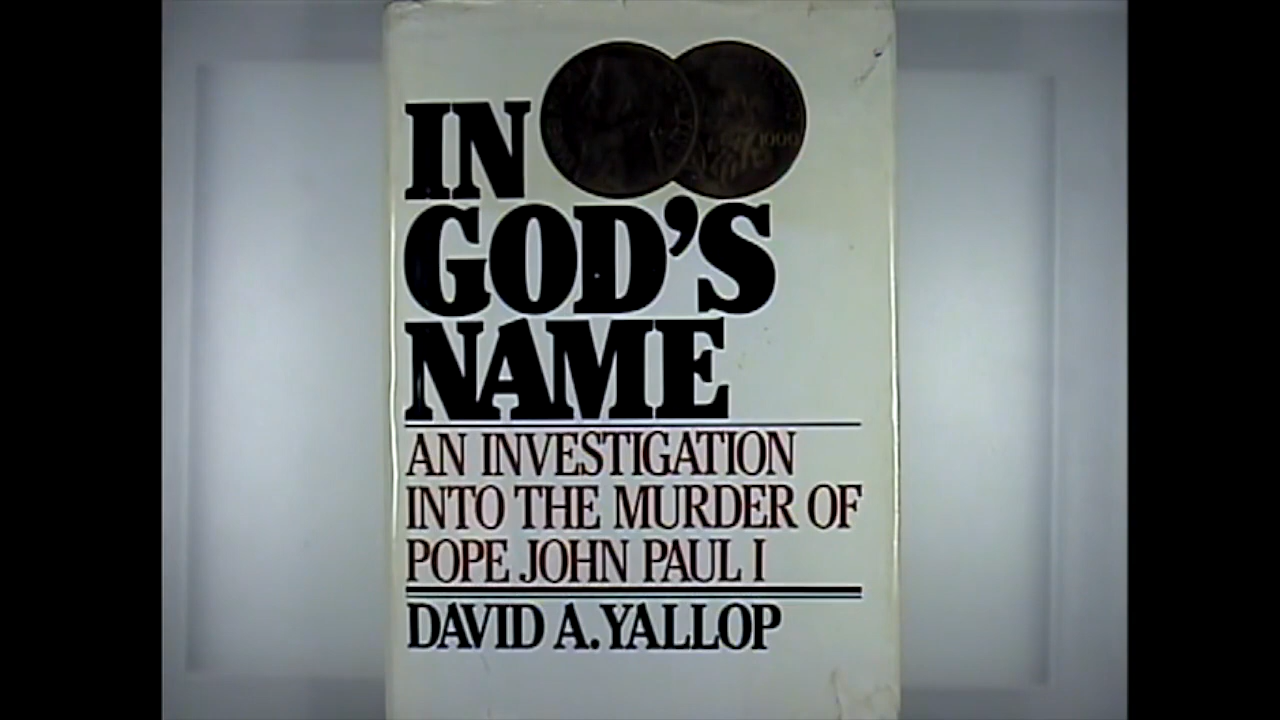 IN
GOD'S
NAME
AN INVESTIGATION
INTO THE MURDER OF
POPE JOHN PAUL I
DAVID A. YALLOP